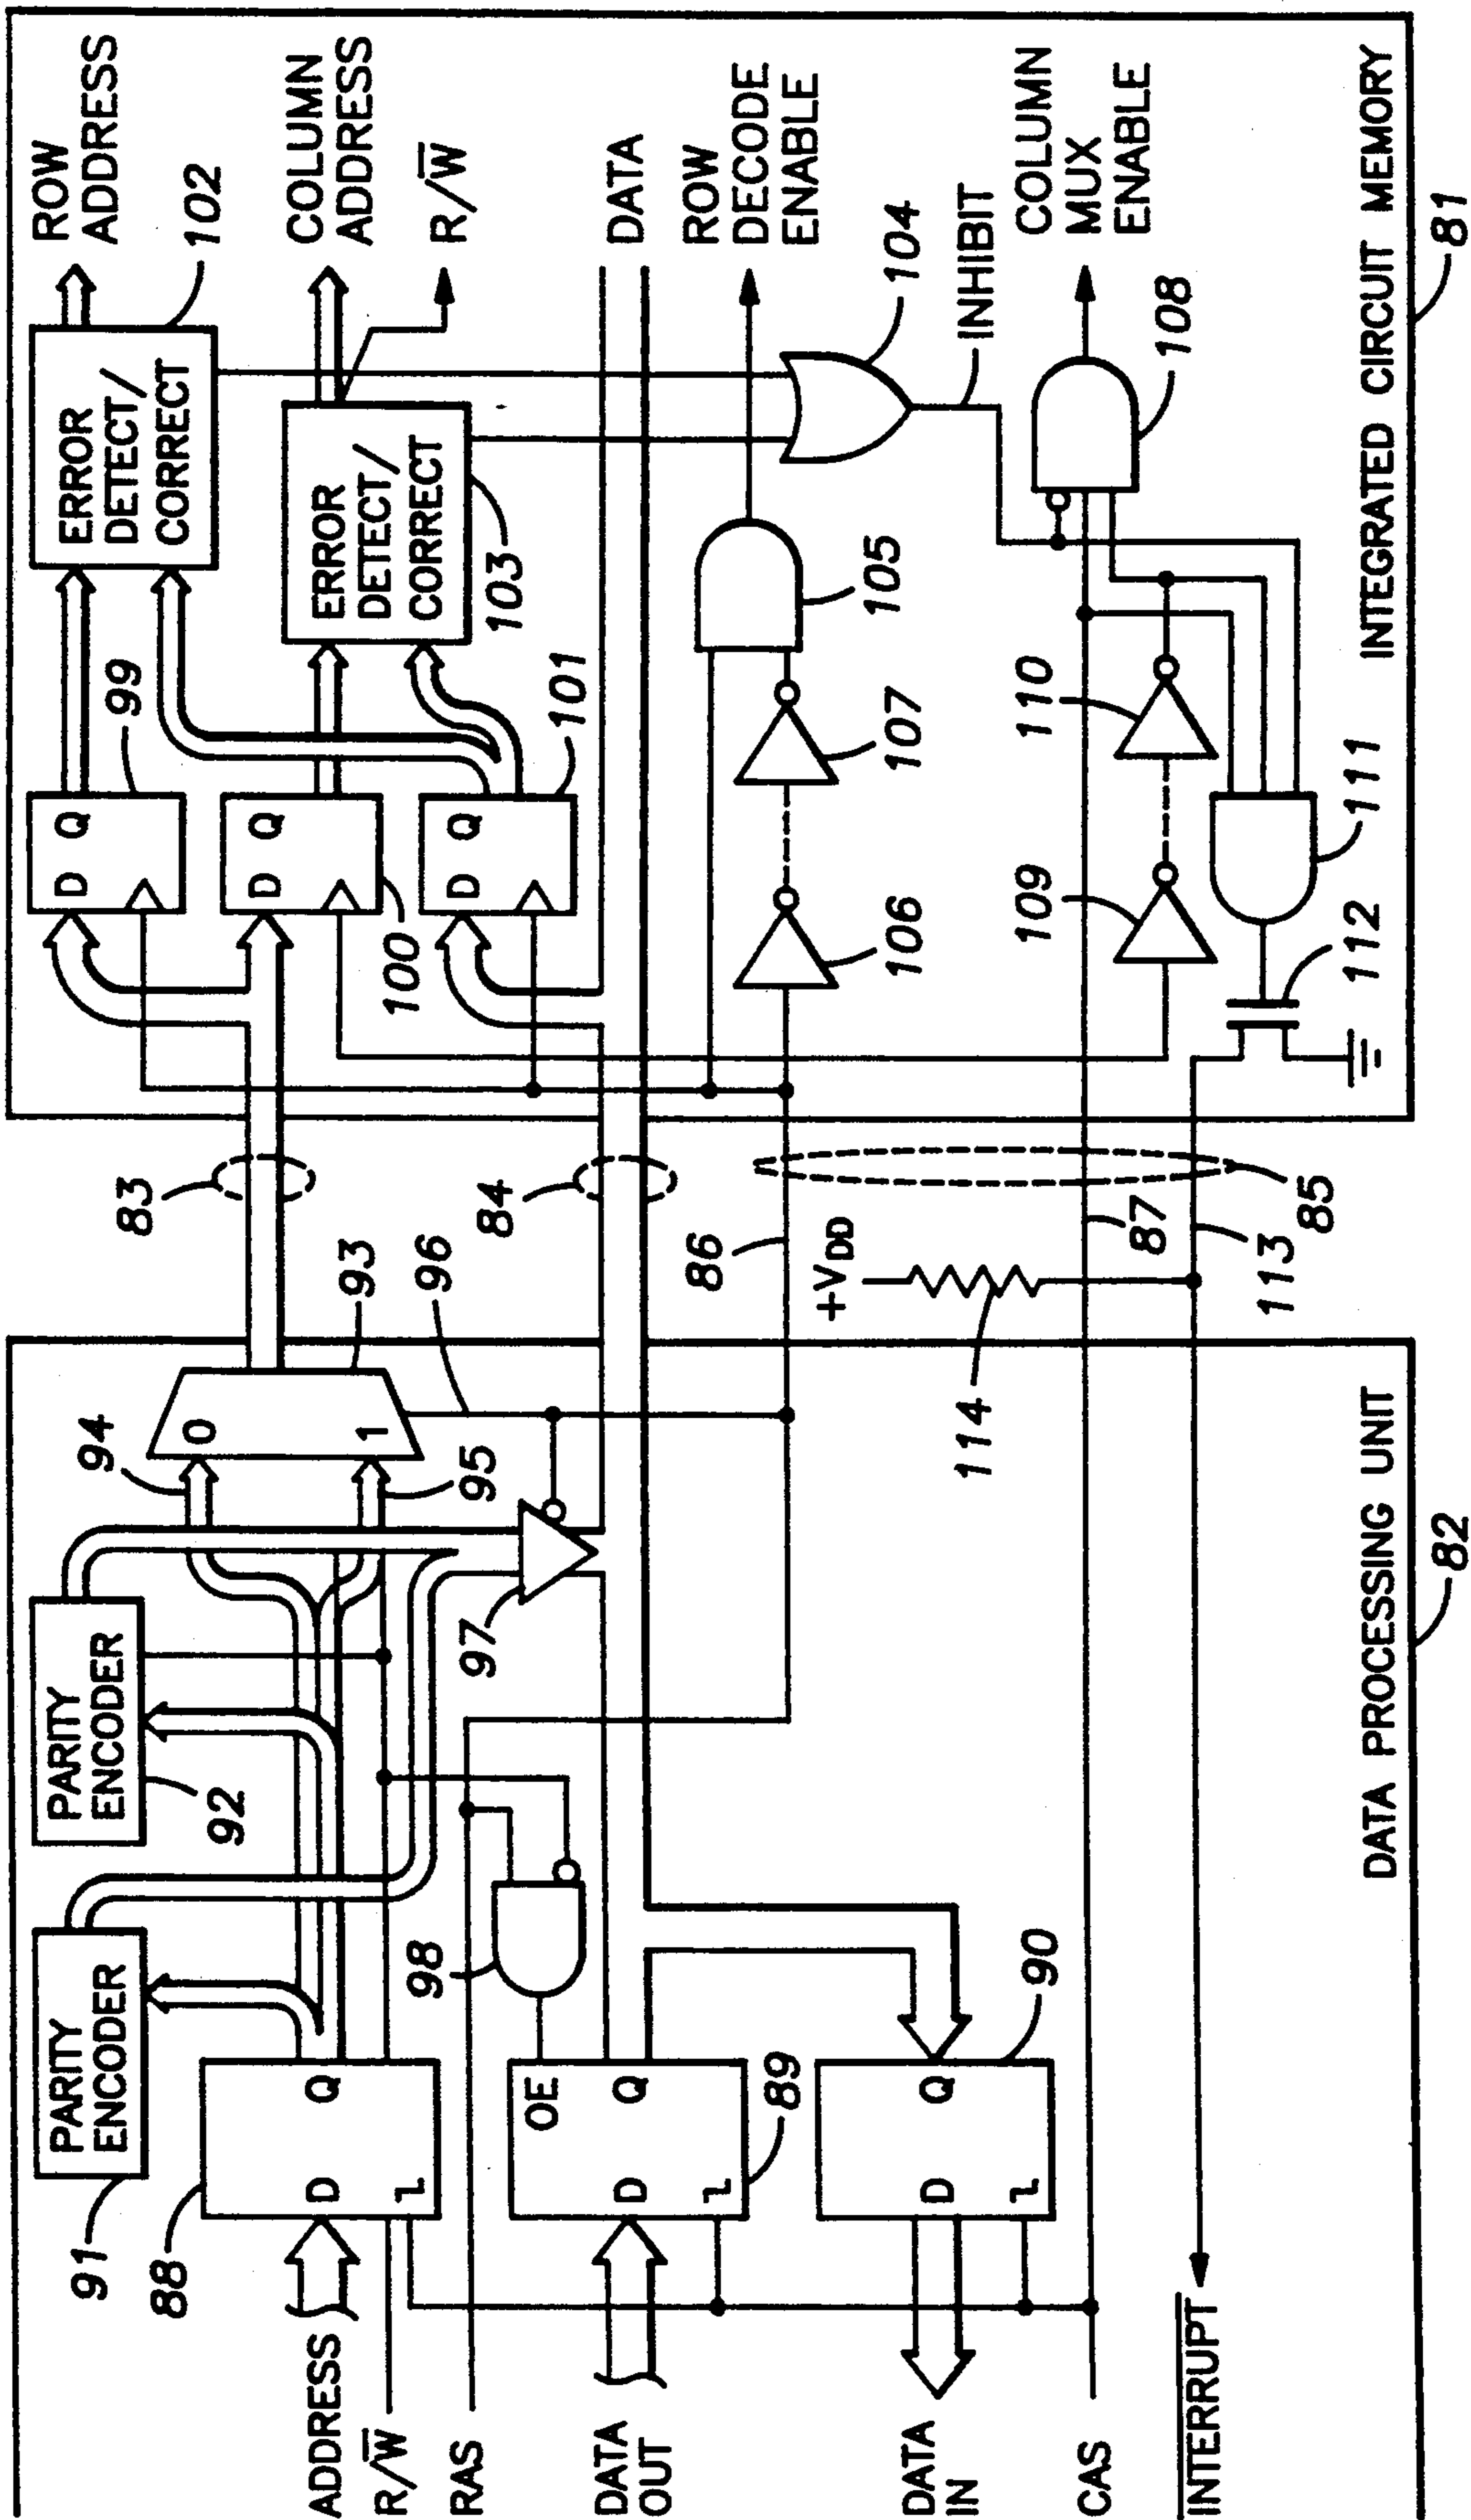 ROW
ADDRESS
102
COLUMN
ADDRESS
R/W̅
DATA
ROW
DECODE
ENABLE
104
INHIBIT
COLUMN
MUX
ENABLE
108
INTEGRATED CIRCUIT MEMORY
81
ERROR
DETECT/
CORRECT
ERROR
DETECT/
CORRECT
103
105
99
D Q
D Q
100
D Q
101
106
107
109
110
111
112
83
84
86
+VDD
87
113
85
114
93
96
94
0
1
95
97
PARITY
ENCODER
92
PARITY
ENCODER
91
98
88
D Q
l
OE
D Q
l
89
D Q
l
90
DATA PROCESSING UNIT
82
ADDRESS
R/W̅
RAS
DATA
OUT
DATA
IN
CAS
I̅N̅T̅E̅R̅R̅U̅P̅T̅